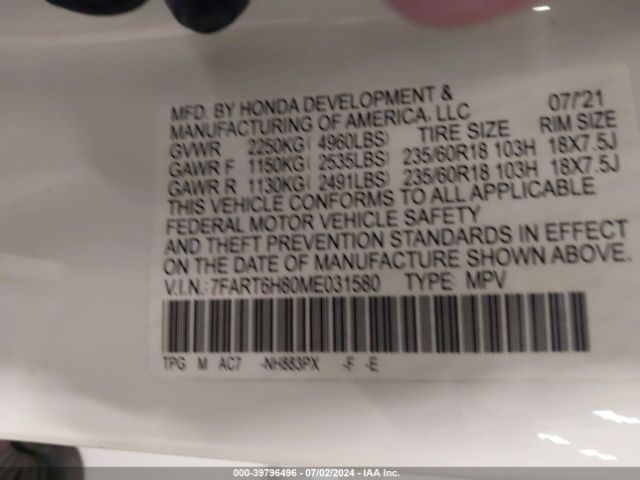 MFD. BY HONDA DEVELOPMENT & 07/'21
MANUFACTURING OF AMERICA, LLC
TIRE SIZE RIM SIZE
GVWR 2250KG( 4960LBS)
GAWR F 1150KG( 2535LBS) 235/60R18 103H 18X7.5J
GAWR R 1130KG( 2491LBS) 235/60R18 103H 18X7.5J
THIS VEHICLE CONFORMS TO ALL APPLICABLE
FEDERAL MOTOR VEHICLE SAFETY
AND THEFT PREVENTION STANDARDS IN EFFECT
ON THE DATE OF MANUFACTURE SHOWN ABOVE.
V.I.N.: 7FART6H80ME031580 TYPE: MPV
TPG M AC7 -NH883PX -F -E
000-39796496 - 07/02/2024 - IAA Inc.